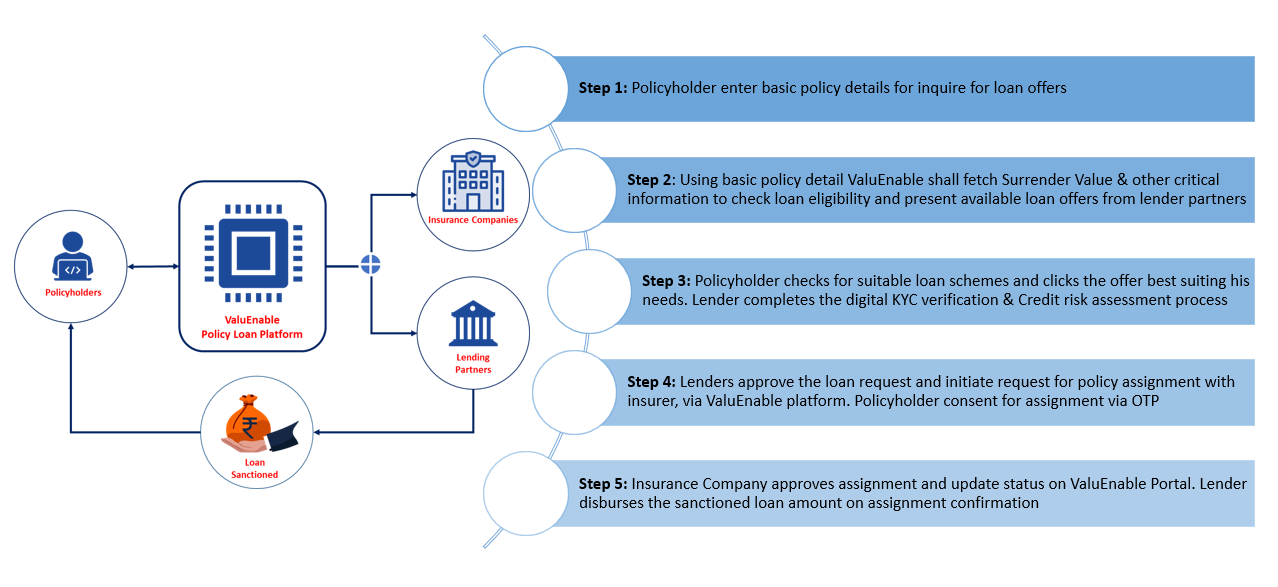 Policyholders
ValuEnable
Policy Loan Platform
Insurance Companies
Lending
Partners
₹
Loan
Sanctioned
</>
Step 1: Policyholder enter basic policy details for inquire for loan offers
Step 2: Using basic policy detail ValuEnable shall fetch Surrender Value & other critical
information to check loan eligibility and present available loan offers from lender partners
Step 3: Policyholder checks for suitable loan schemes and clicks the offer best suiting his
needs. Lender completes the digital KYC verification & Credit risk assessment process
Step 4: Lenders approve the loan request and initiate request for policy assignment with
insurer, via ValuEnable platform. Policyholder consent for assignment via OTP
Step 5: Insurance Company approves assignment and update status on ValuEnable Portal. Lender
disburses the sanctioned loan amount on assignment confirmation